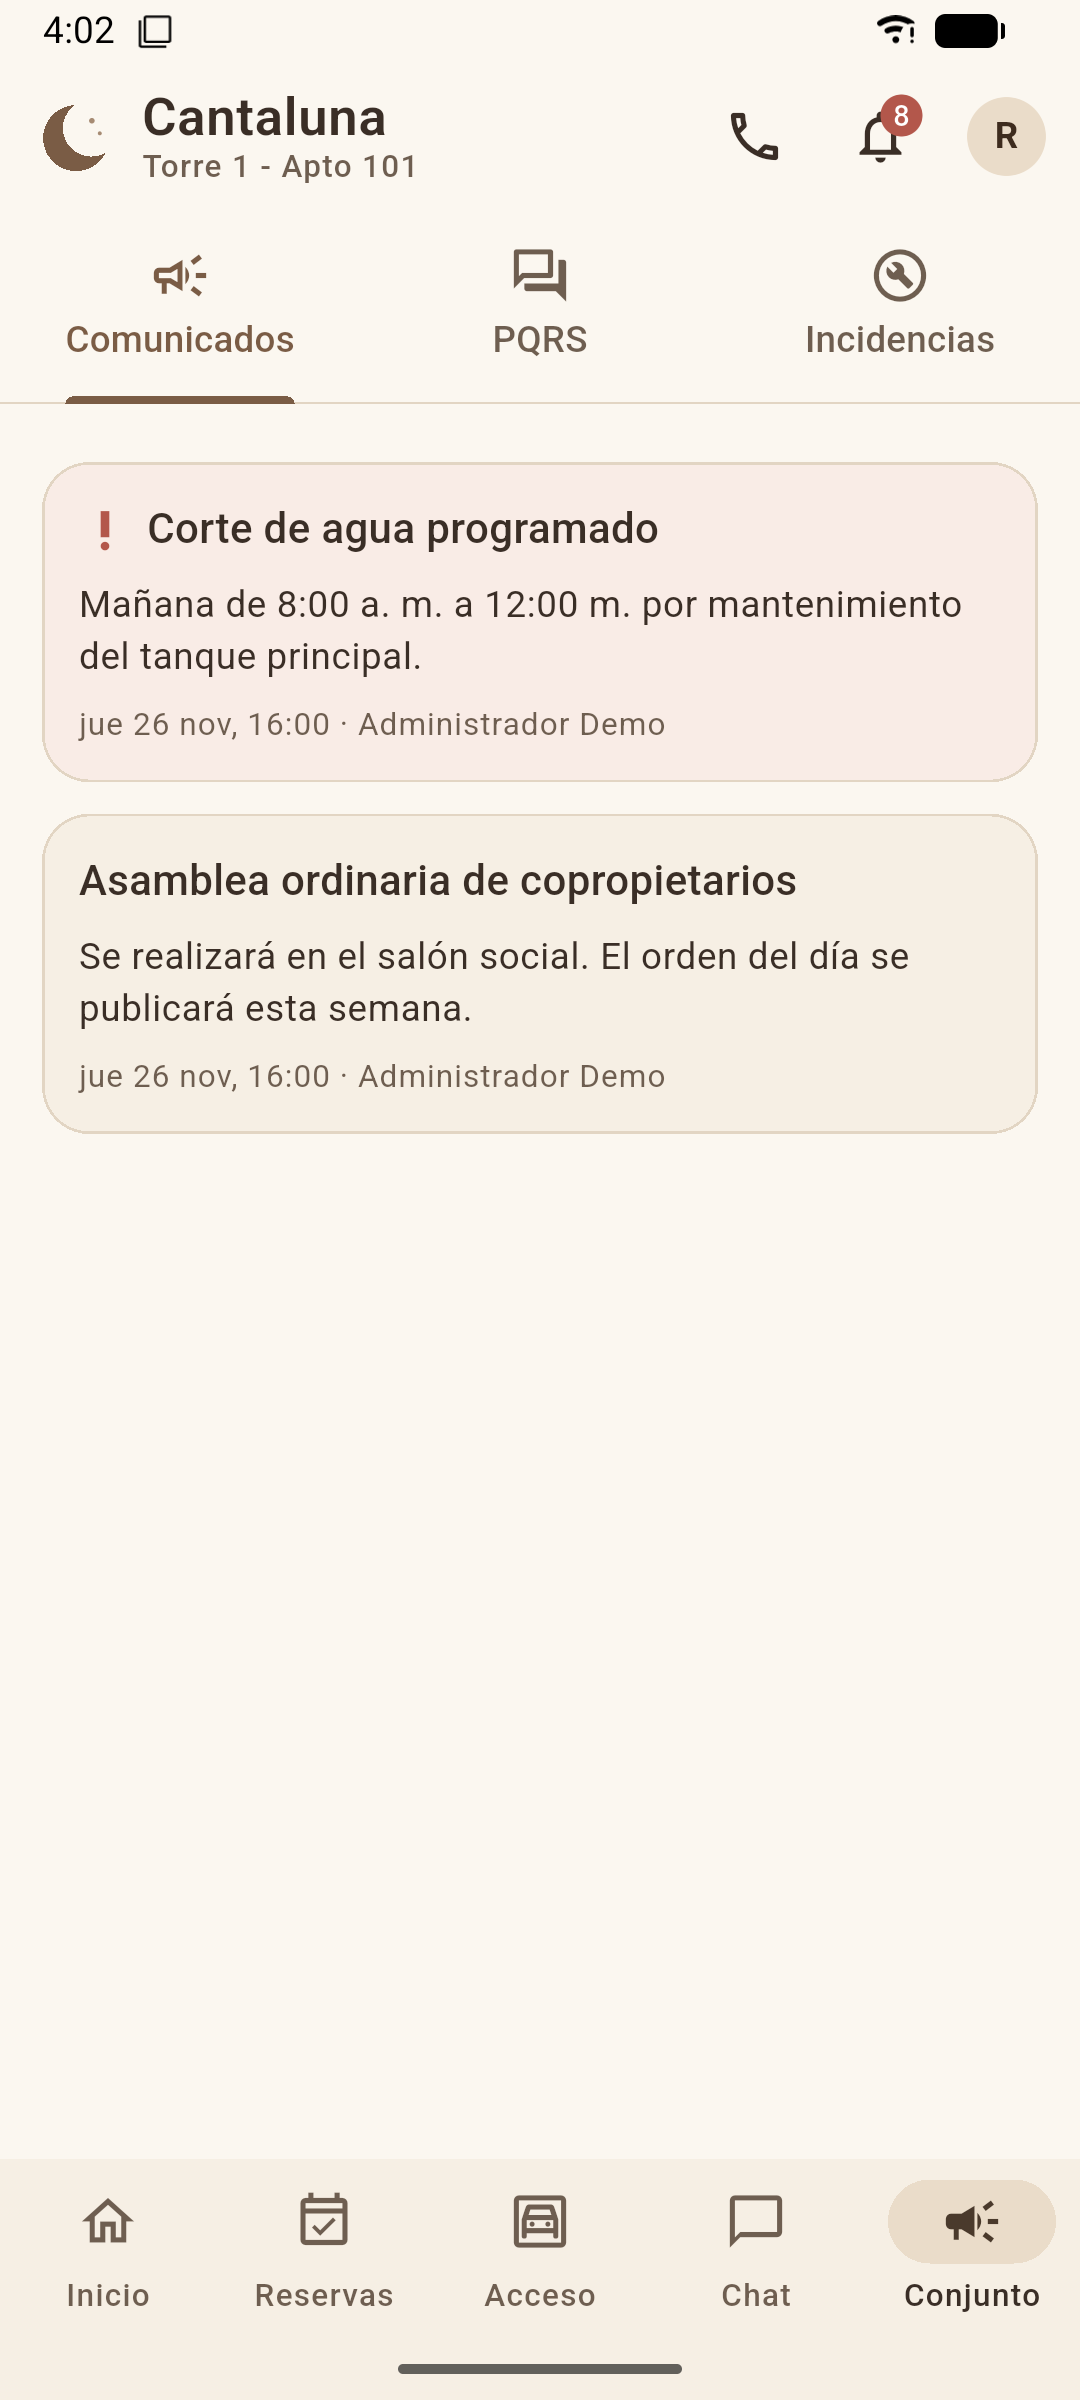 4:02
Cantaluna
Torre 1 - Apto 101
8
R
Comunicados
PQRS
Incidencias
Corte de agua programado
Mañana de 8:00 a. m. a 12:00 m. por mantenimiento
del tanque principal.
jue 26 nov, 16:00 · Administrador Demo
Asamblea ordinaria de copropietarios
Se realizará en el salón social. El orden del día se
publicará esta semana.
jue 26 nov, 16:00 · Administrador Demo
Inicio
Reservas
Acceso
Chat
Conjunto